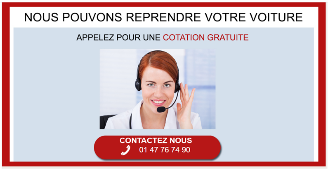 NOUS POUVONS REPRENDRE VOTRE VOITURE
APPELEZ POUR UNE COTATION GRATUITE
CONTACTEZ NOUS
01 47 76 74 90